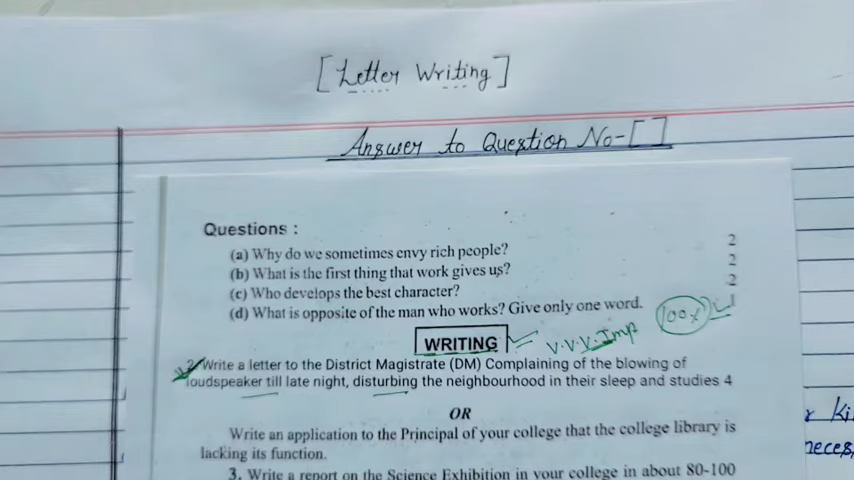 [Letter Writing]
Answer to Question No-[ ]
Questions :
(a) Why do we sometimes envy rich people? 2
(b) What is the first thing that work gives us? 2
(c) Who develops the best character? 2
(d) What is opposite of the man who works? Give only one word. 1
100%
WRITING V.V.V.Imp
2. Write a letter to the District Magistrate (DM) Complaining of the blowing of
loudspeaker till late night, disturbing the neighbourhood in their sleep and studies 4
OR
Write an application to the Principal of your college that the college library is
lacking its function.
3. Write a report on the Science Exhibition in your college in about 80-100